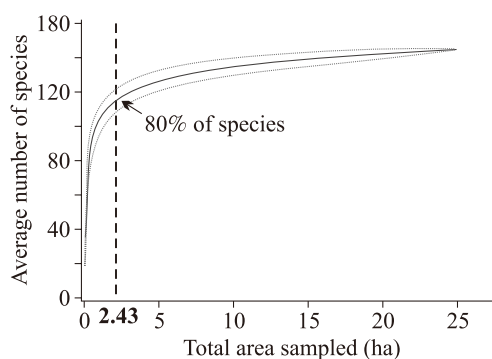 Average number of species
180
120
80
40
0
80% of species
0 2.43 5 10 15 20 25
Total area sampled (ha)